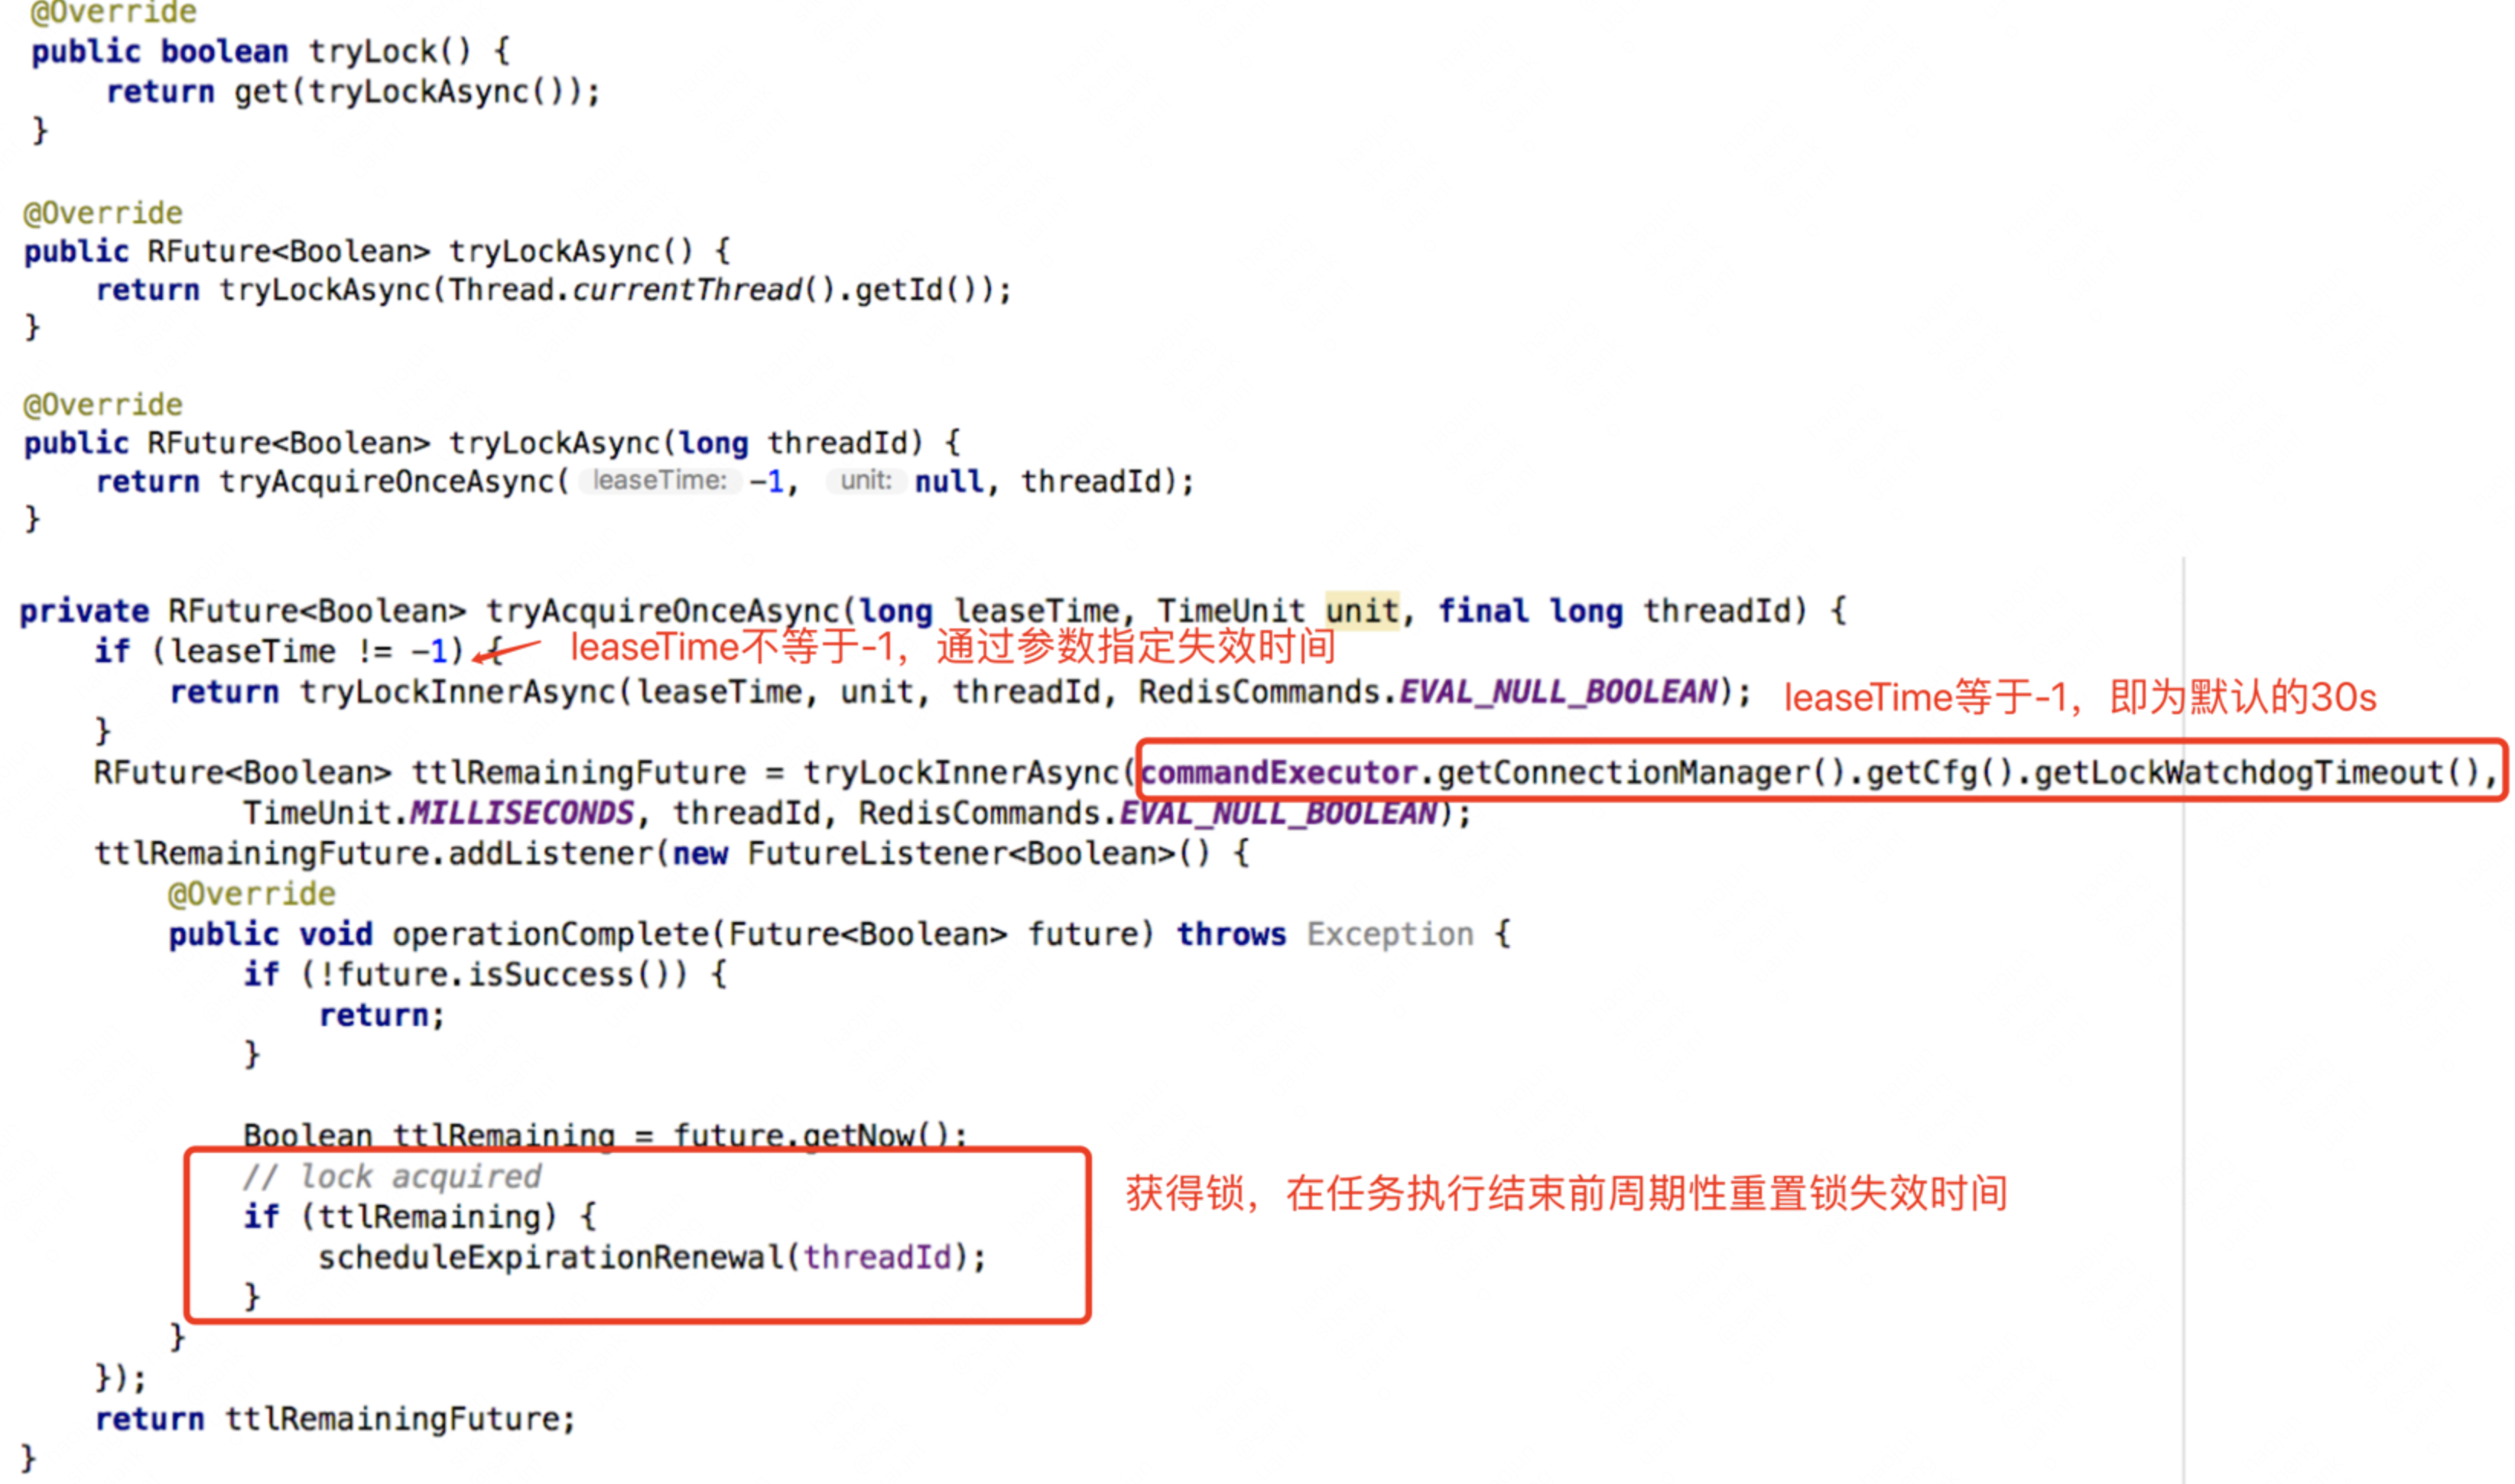 @Override
public boolean tryLock() {
return get(tryLockAsync());
}
@Override
public RFuture<Boolean> tryLockAsync() {
return tryLockAsync(Thread.currentThread().getId());
}
@Override
public RFuture<Boolean> tryLockAsync(long threadId) {
return tryAcquireOnceAsync( leaseTime: -1, unit: null, threadId);
}
private RFuture<Boolean> tryAcquireOnceAsync(long leaseTime, TimeUnit unit, final long threadId) {
if (leaseTime != -1) { leaseTime不等于-1，通过参数指定失效时间
return tryLockInnerAsync(leaseTime, unit, threadId, RedisCommands.EVAL_NULL_BOOLEAN); leaseTime等于-1，即为默认的30s
}
RFuture<Boolean> ttlRemainingFuture = tryLockInnerAsync(commandExecutor.getConnectionManager().getCfg().getLockWatchdogTimeout(),
TimeUnit.MILLISECONDS, threadId, RedisCommands.EVAL_NULL_BOOLEAN);
ttlRemainingFuture.addListener(new FutureListener<Boolean>() {
@Override
public void operationComplete(Future<Boolean> future) throws Exception {
if (!future.isSuccess()) {
return;
}
Boolean ttlRemaining = future.getNow();
// lock acquired
if (ttlRemaining) {
获得锁，在任务执行结束前周期性重置锁失效时间
scheduleExpirationRenewal(threadId);
}
}
});
return ttlRemainingFuture;
}